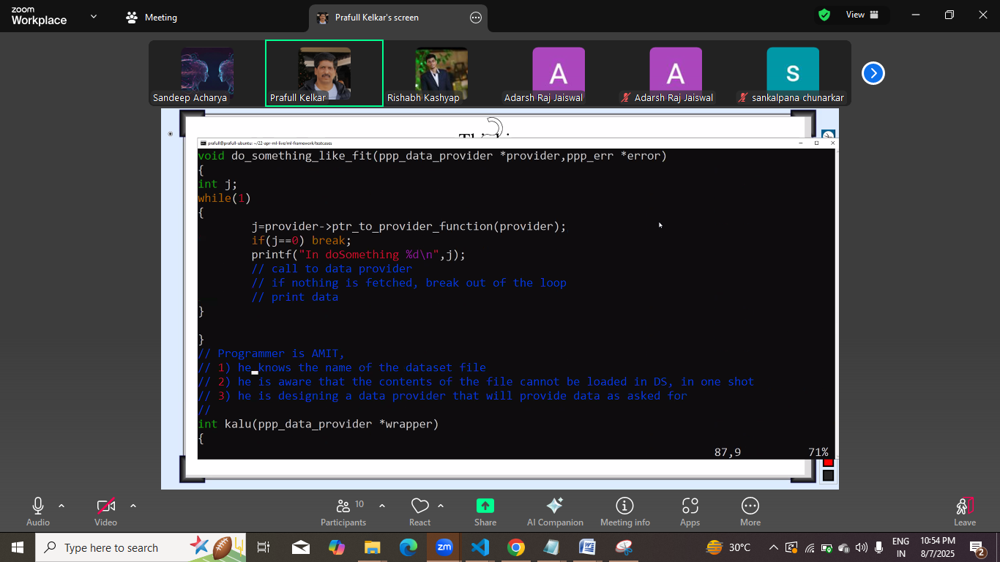 zoom
Workplace
Meeting
Prafull Kelkar's screen
View
Sandeep Acharya
Prafull Kelkar
Rishabh Kashyap
A
Adarsh Raj Jaiswal
A
Adarsh Raj Jaiswal
s
sankalpana chunarkar
prafull@prafull-ubuntu: ~/22-apr-ml-live/ml-framework/testcases
void do_something_like_fit(ppp_data_provider *provider,ppp_err *error)
{
int j;
while(1)
{
j=provider->ptr_to_provider_function(provider);
if(j==0) break;
printf("In doSomething %d\n",j);
// call to data provider
// if nothing is fetched, break out of the loop
// print data
}
}
// Programmer is AMIT,
// 1) he knows the name of the dataset file
// 2) he is aware that the contents of the file cannot be loaded in DS, in one shot
// 3) he is designing a data provider that will provide data as asked for
//
int kalu(ppp_data_provider *wrapper)
{
87,9 71%
Audio
Video
10
Participants
React
Share
AI Companion
Meeting info
Apps
More
Leave
Type here to search
zm
30°C
ENG
IN
10:54 PM
8/7/2025
2